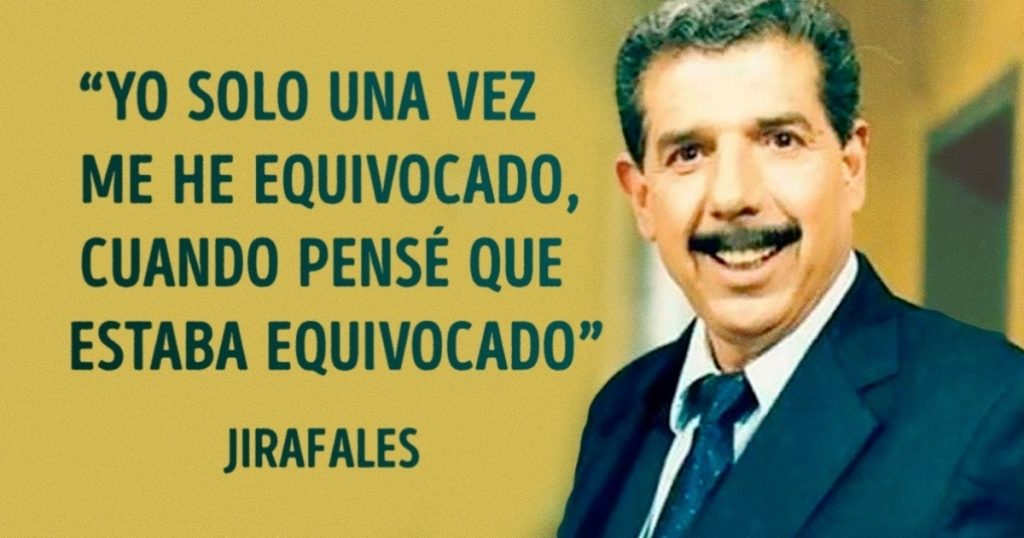 “YO SOLO UNA VEZ
ME HE EQUIVOCADO,
CUANDO PENSÉ QUE
ESTABA EQUIVOCADO”
JIRAFALES